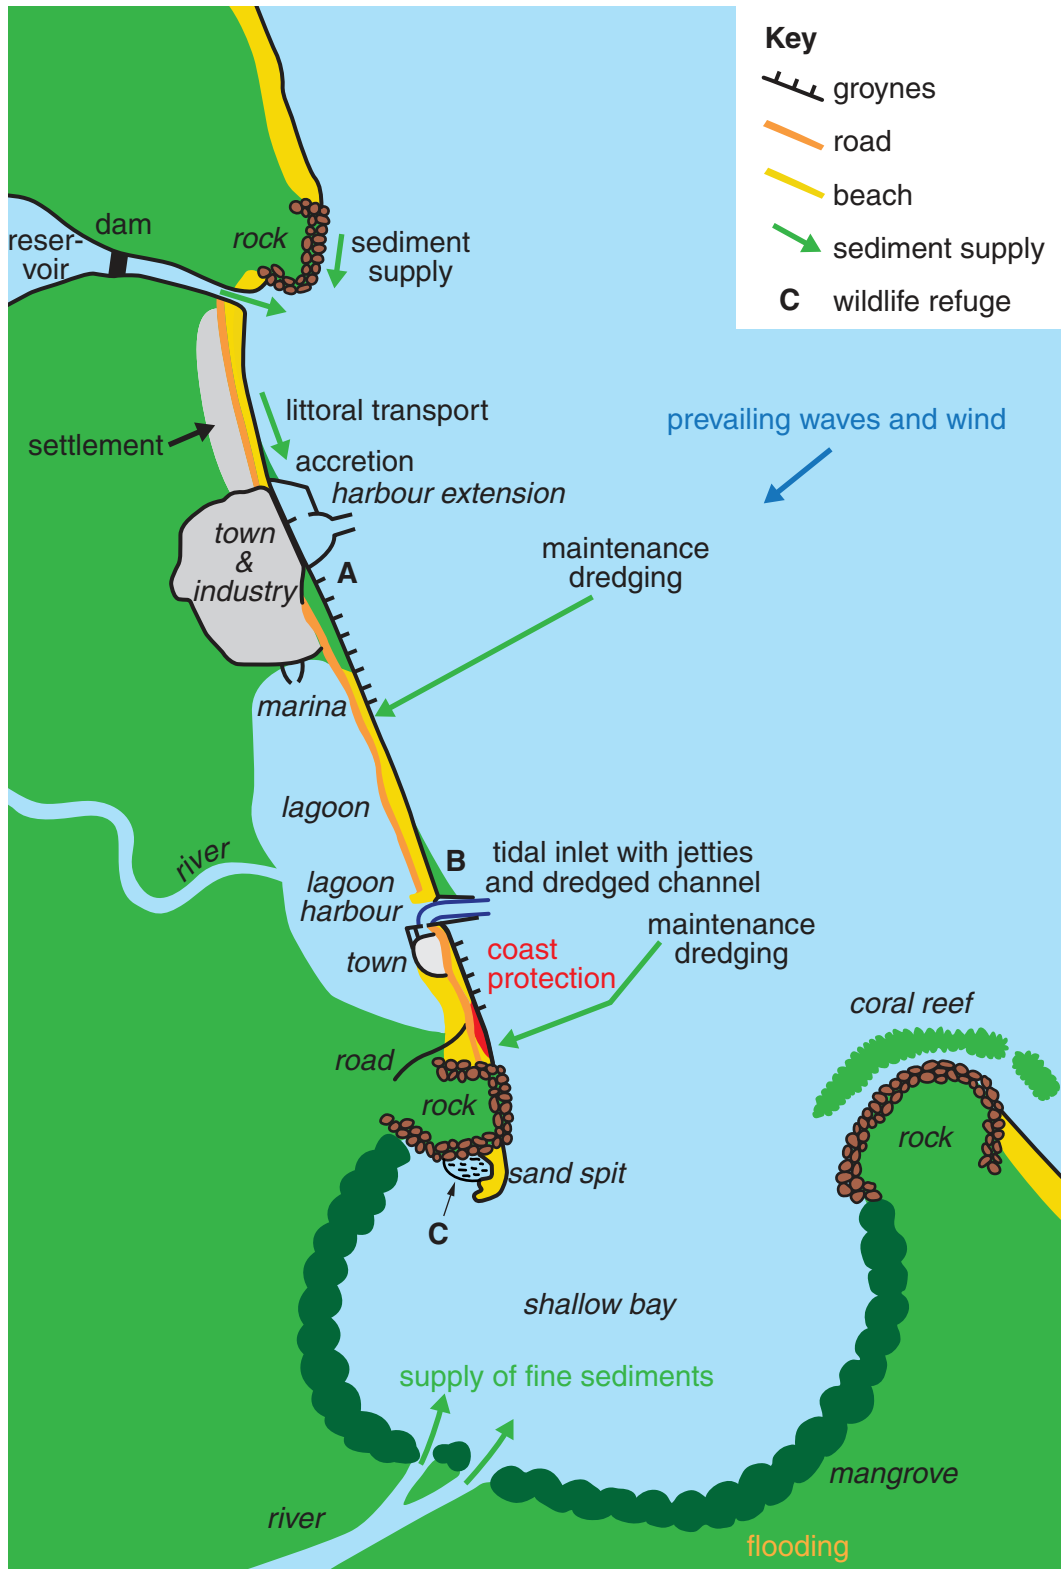 Key
groynes
road
beach
sediment supply
C wildlife refuge
dam
reser-
voir
rock
sediment
supply
littoral transport
prevailing waves and wind
settlement
accretion
harbour extension
town
&
industry
A
maintenance
dredging
marina
lagoon
river
B
tidal inlet with jetties
and dredged channel
lagoon
harbour
maintenance
dredging
town
coast
protection
coral reef
road
rock
rock
sand spit
C
shallow bay
supply of fine sediments
mangrove
river
flooding